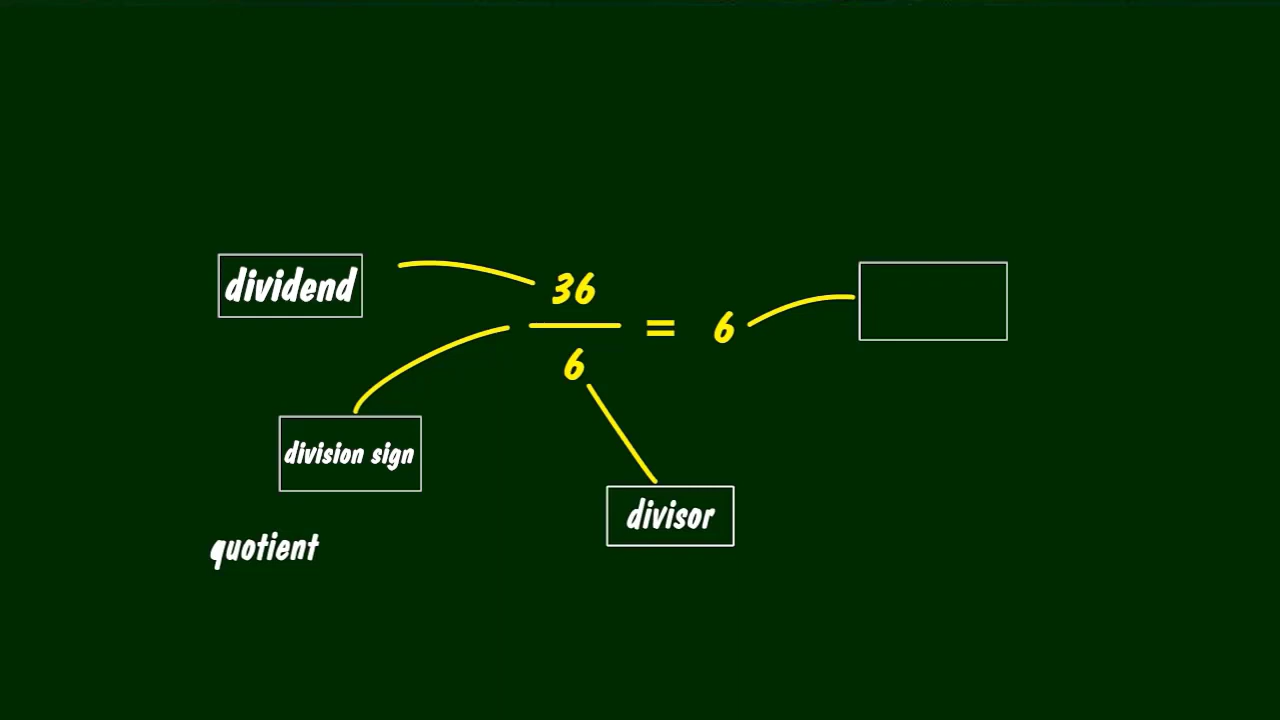 dividend
36
= 6
6
division sign
divisor
quotient